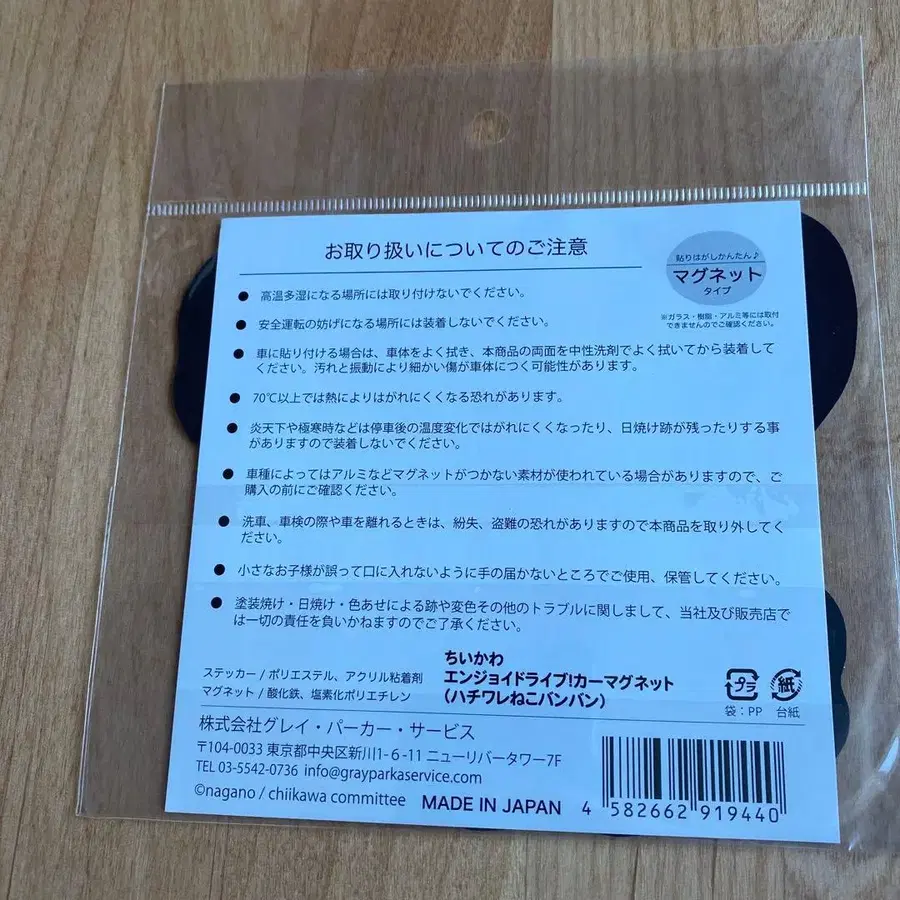 お取り扱いについてのご注意
貼りはがしかんたん♪
マグネット
タイプ
※ガラス・樹脂・アルミ等には取付
できませんのでご確認ください。
● 高温多湿になる場所には取り付けないでください。
● 安全運転の妨げになる場所には装着しないでください。
● 車に貼り付ける場合は、車体をよく拭き、本商品の両面を中性洗剤でよく拭いてから装着して
ください。汚れと振動により細かい傷が車体につく可能性があります。
● 70℃以上では熱によりはがれにくくなる恐れがあります。
● 炎天下や極寒時などは停車後の温度変化ではがれにくくなったり、日焼け跡が残ったりする事
がありますので装着しないでください。
● 車種によってはアルミなどマグネットがつかない素材が使われている場合がありますので、ご
購入の前にご確認ください。
● 洗車、車検の際や車を離れるときは、紛失、盗難の恐れがありますので本商品を取り外してく
ださい。
● 小さなお子様が誤って口に入れないように手の届かないところでご使用、保管してください。
● 塗装焼け・日焼け・色あせによる跡や変色その他のトラブルに関しまして、当社及び販売店で
は一切の責任を負いかねますのでご了承ください。
ステッカー / ポリエステル、アクリル粘着剤
マグネット / 酸化鉄、塩素化ポリエチレン
ちいかわ
エンジョイドライブ!カーマグネット
(ハチワレねこバンバン)
プラ
袋：PP
紙
台紙
株式会社グレイ・パーカー・サービス
〒104-0033 東京都中央区新川1-6-11 ニューリバータワー7F
TEL 03-5542-0736 info@grayparkaservice.com
©nagano / chiikawa committee MADE IN JAPAN
4 582662 919440